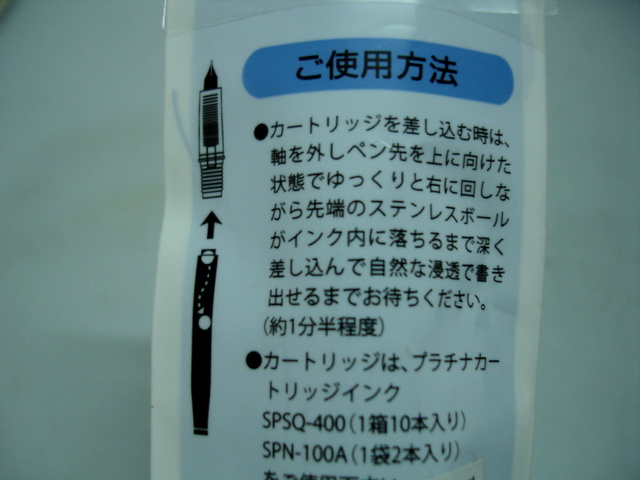 ご使用方法
●カートリッジを差し込む時は、
軸を外しペン先を上に向けた
状態でゆっくりと右に回しな
がら先端のステンレスボール
がインク内に落ちるまで深く
差し込んで自然な浸透で書き
出せるまでお待ちください。
(約1分半程度)
●カートリッジは、プラチナカー
トリッジインク
SPSQ-400(1箱10本入り)
SPN-100A(1袋2本入り)
をご使用下さい